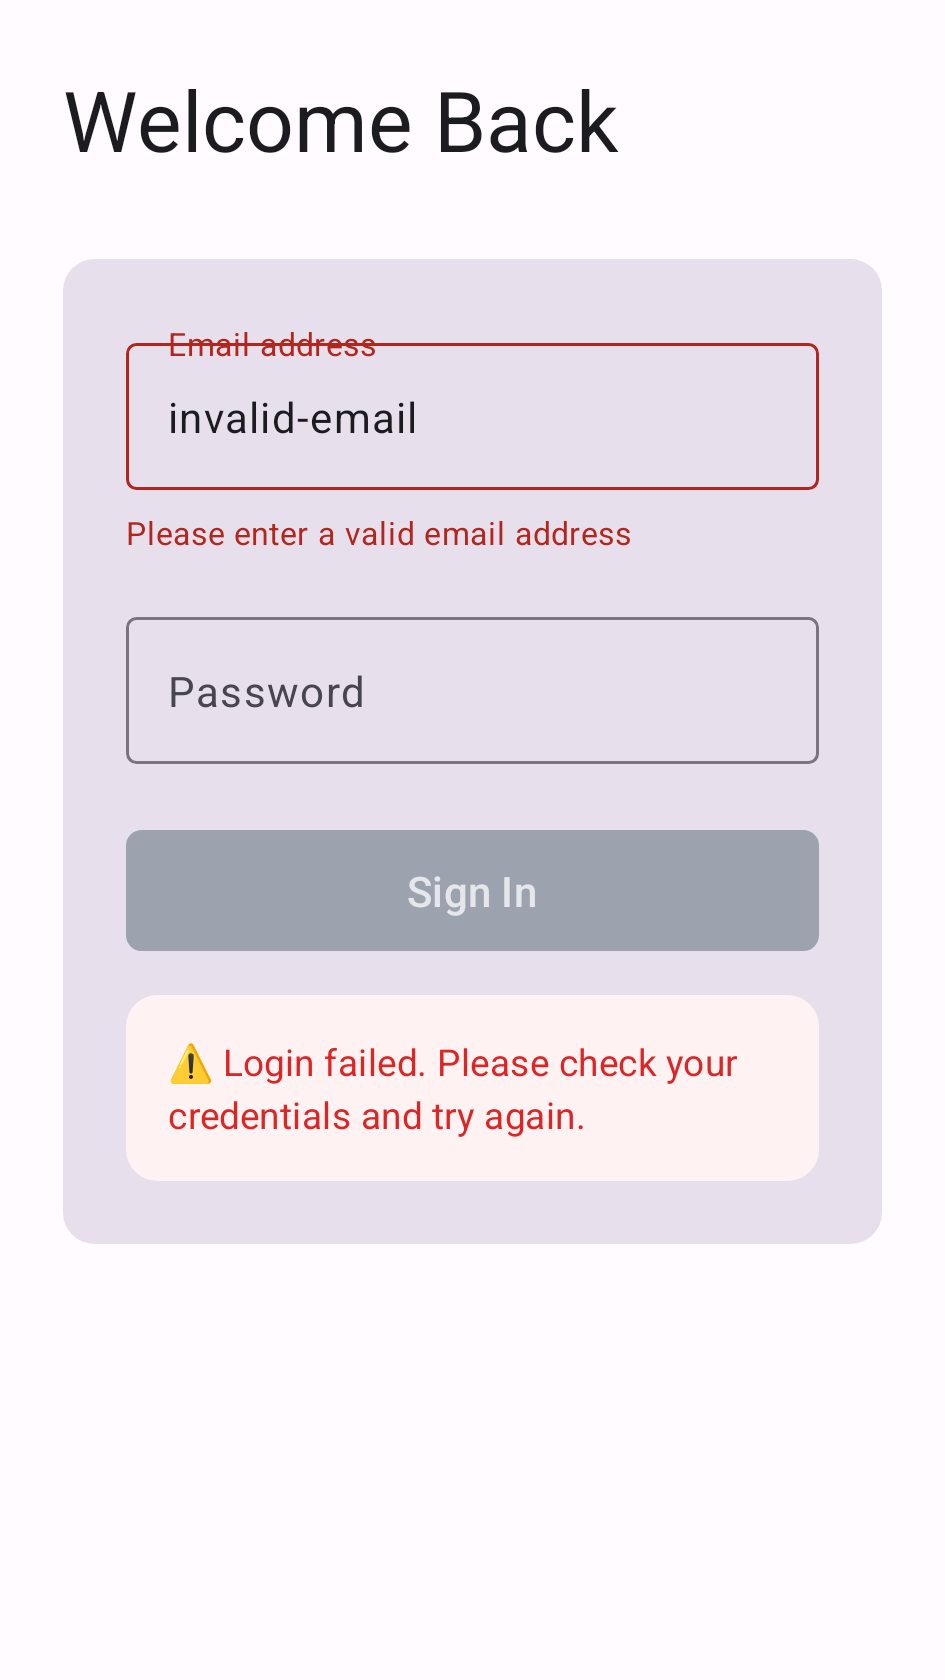 Welcome Back
Email address
invalid-email
Please enter a valid email address
Password
Sign In
⚠️ Login failed. Please check your
credentials and try again.